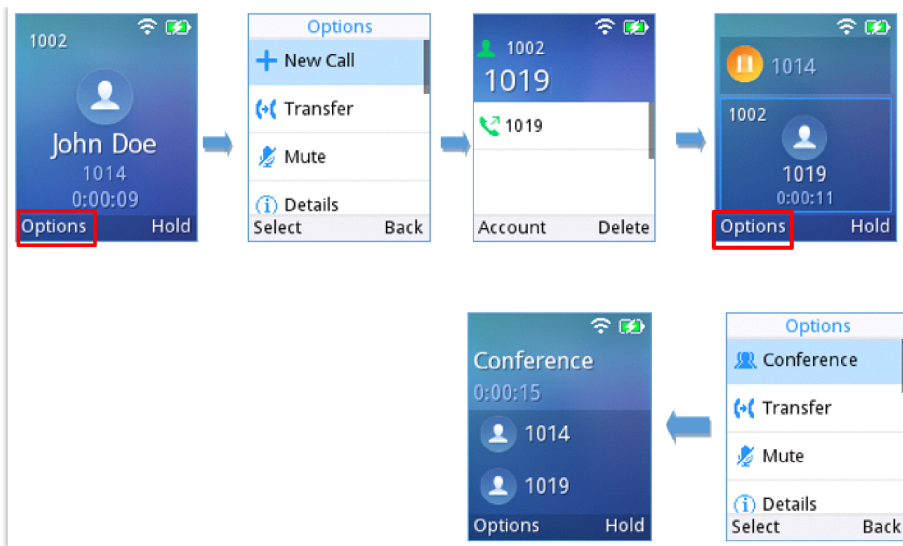 1002
John Doe
1014
0:00:09
Options Hold
Options
New Call
Transfer
Mute
Details
Select Back
1002
1019
1019
Account Delete
1014
1002
1019
0:00:11
Options Hold
Conference
0:00:15
1014
1019
Options Hold
Options
Conference
Transfer
Mute
Details
Select Back